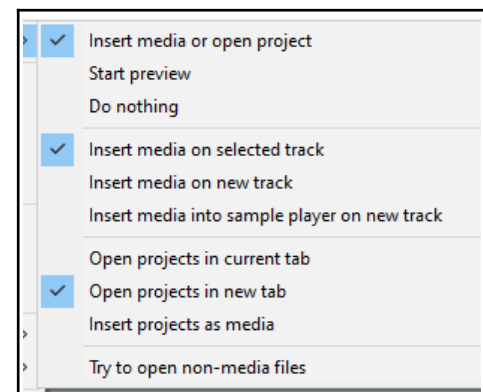 Insert media or open project
Start preview
Do nothing
Insert media on selected track
Insert media on new track
Insert media into sample player on new track
Open projects in current tab
Open projects in new tab
Insert projects as media
Try to open non-media files